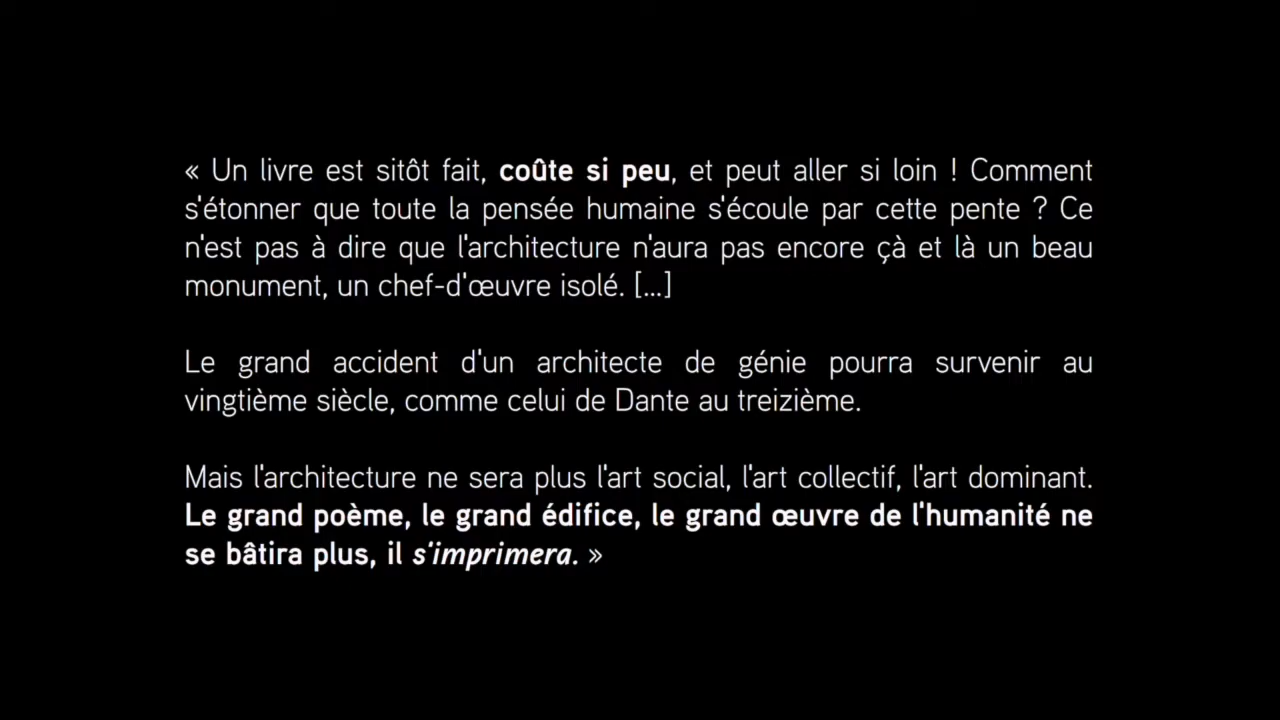 « Un livre est sitôt fait, coûte si peu, et peut aller si loin ! Comment
s'étonner que toute la pensée humaine s'écoule par cette pente ? Ce
n'est pas à dire que l'architecture n'aura pas encore çà et là un beau
monument, un chef-d'œuvre isolé. [...]
Le grand accident d'un architecte de génie pourra survenir au
vingtième siècle, comme celui de Dante au treizième.
Mais l'architecture ne sera plus l'art social, l'art collectif, l'art dominant.
Le grand poème, le grand édifice, le grand œuvre de l'humanité ne
se bâtira plus, il s'imprimera. »